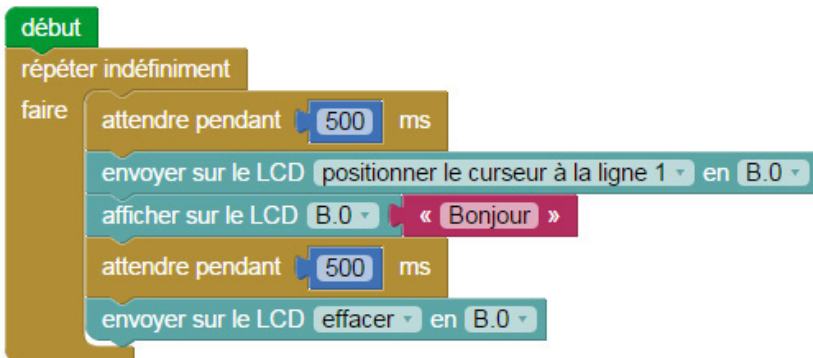 début
répéter indéfiniment
faire
attendre pendant 500 ms
envoyer sur le LCD positionner le curseur à la ligne 1 en B.0
afficher sur le LCD B.0 « Bonjour »
attendre pendant 500 ms
envoyer sur le LCD effacer en B.0